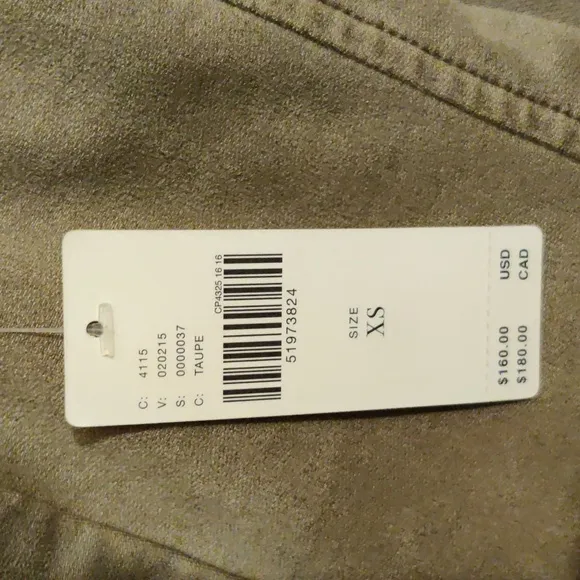 C: 4115
V: 020215
S: 0000037
C: TAUPE
CP4325 16 16
51973824
SIZE
XS
$160.00 USD
$180.00 CAD